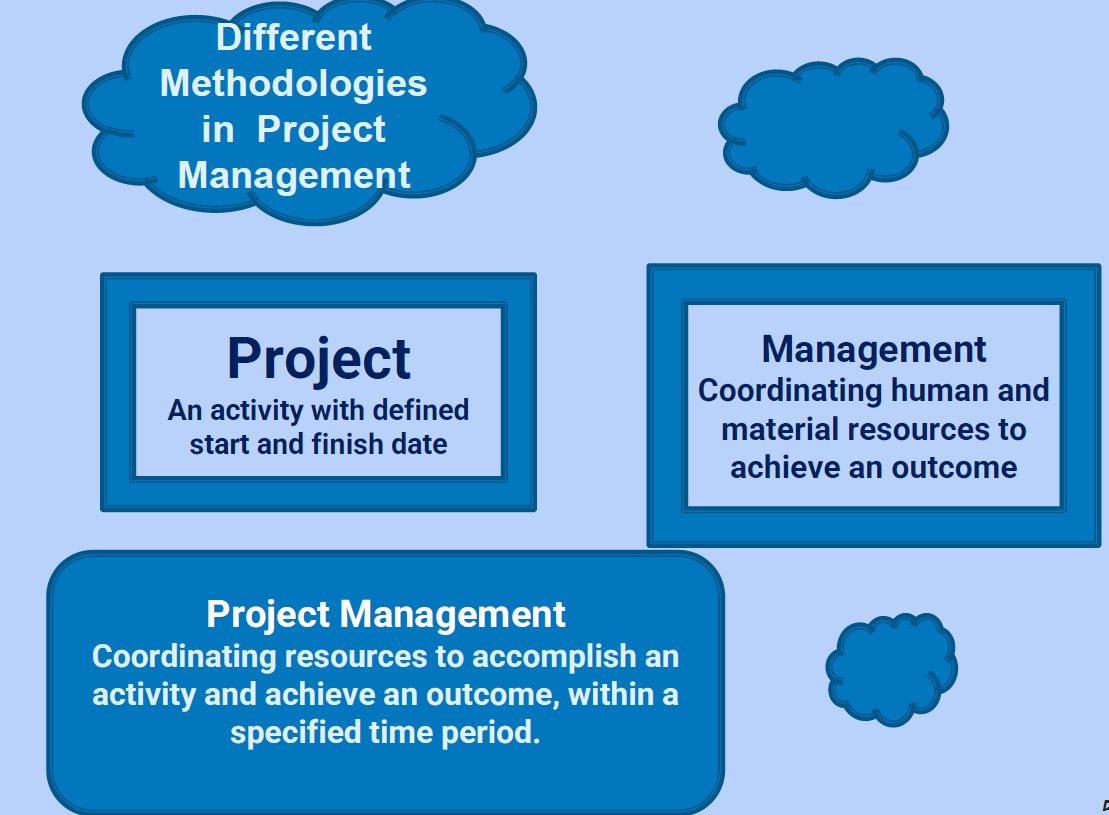 Different
Methodologies
in Project
Management
Project
An activity with defined
start and finish date
Management
Coordinating human and
material resources to
achieve an outcome
Project Management
Coordinating resources to accomplish an
activity and achieve an outcome, within a
specified time period.